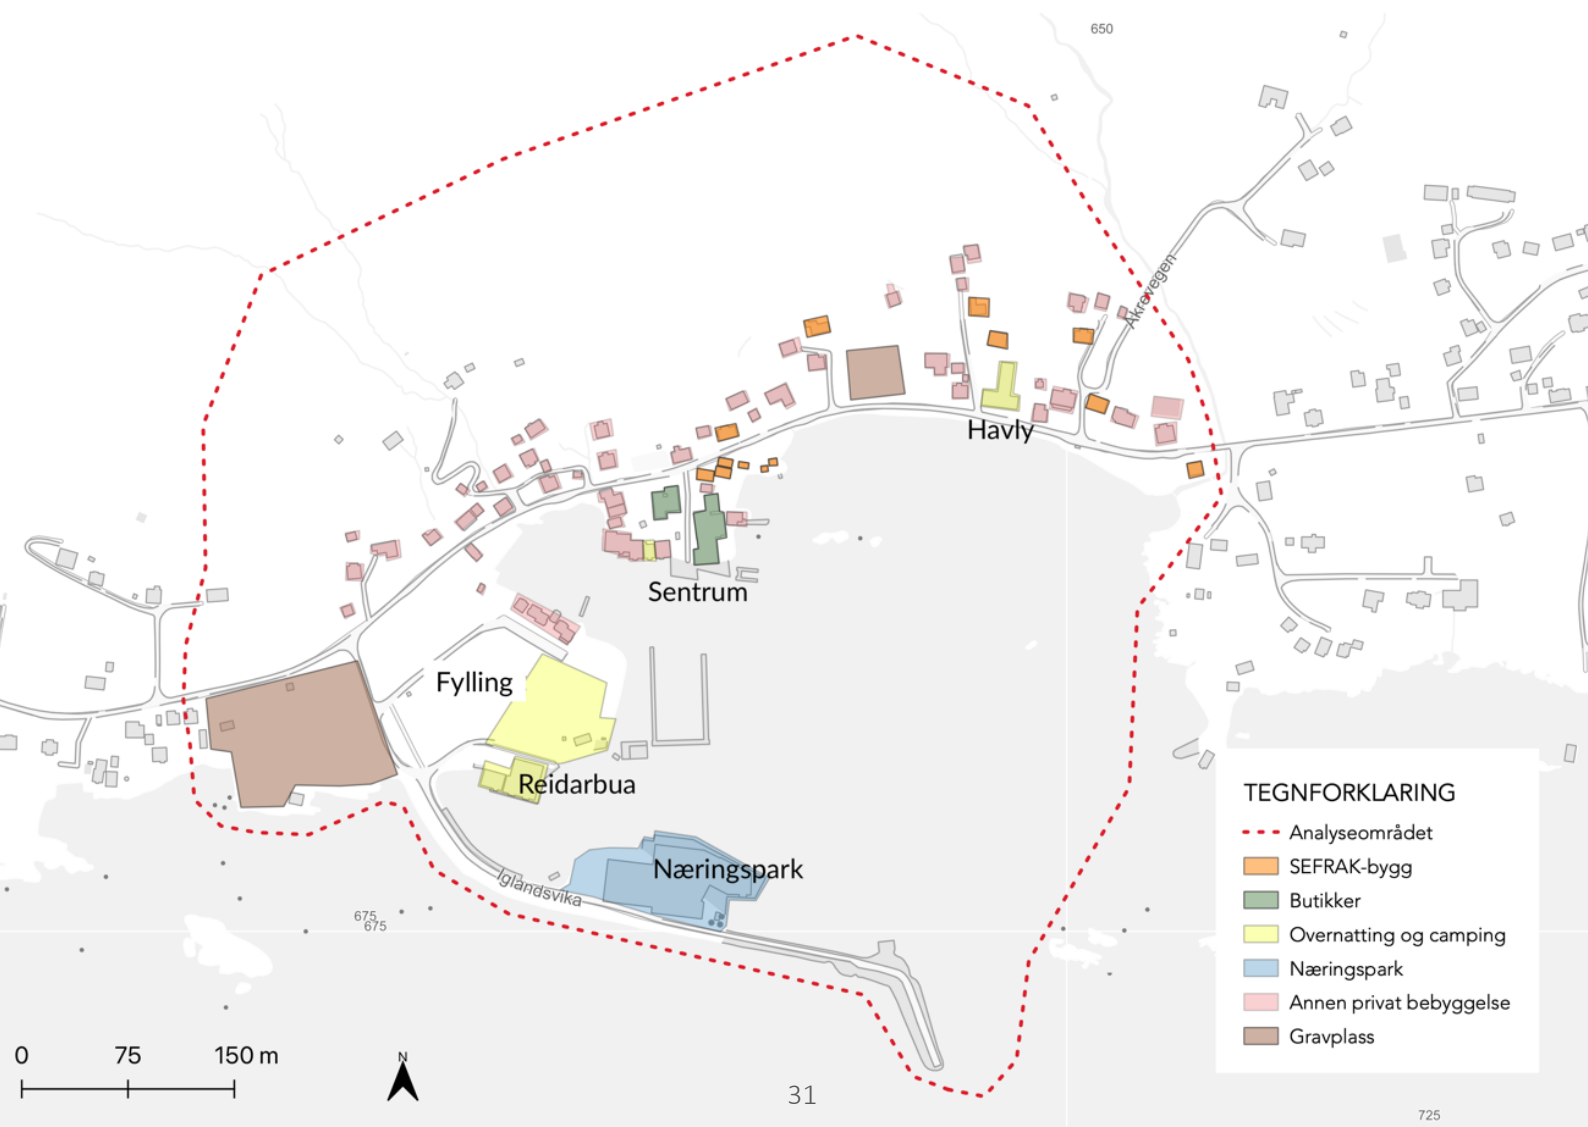 650
Åkrevegen
Havly
Sentrum
Fylling
Reidarbua
Næringspark
Iglandsvika
675
675
TEGNFORKLARING
Analyseområdet
SEFRAK-bygg
Butikker
Overnatting og camping
Næringspark
Annen privat bebyggelse
Gravplass
0 75 150 m
N
31
725